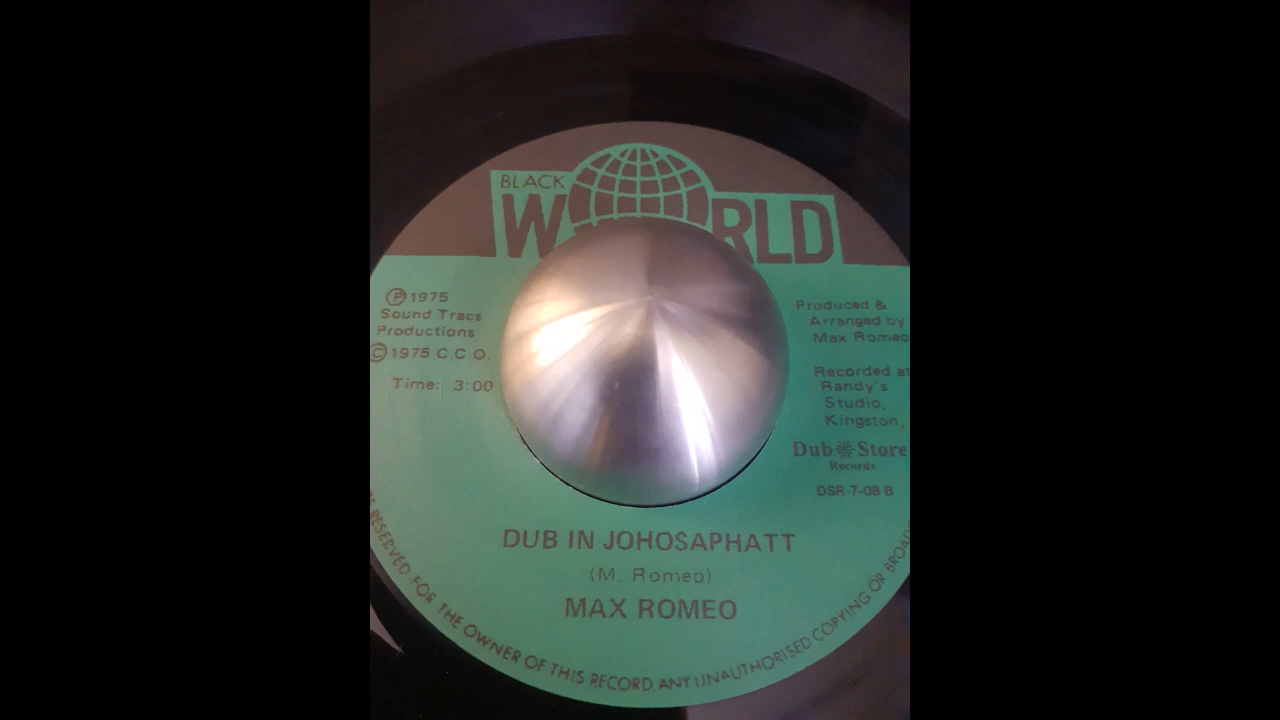 BLACK
WORLD
Ⓟ1975
Sound Tracs
Productions
©1975 C.C O.
Time: 3:00
Produced &
Arranged by
Max Romeo
Recorded at
Randy's
Studio,
Kingston,
Dub Store
Records
DSR-7-08 B
DUB IN JOHOSAPHATT
(M. Romeo)
MAX ROMEO
RESERVED FOR THE OWNER OF THIS RECORD, ANY UNAUTHORISED COPYING OR